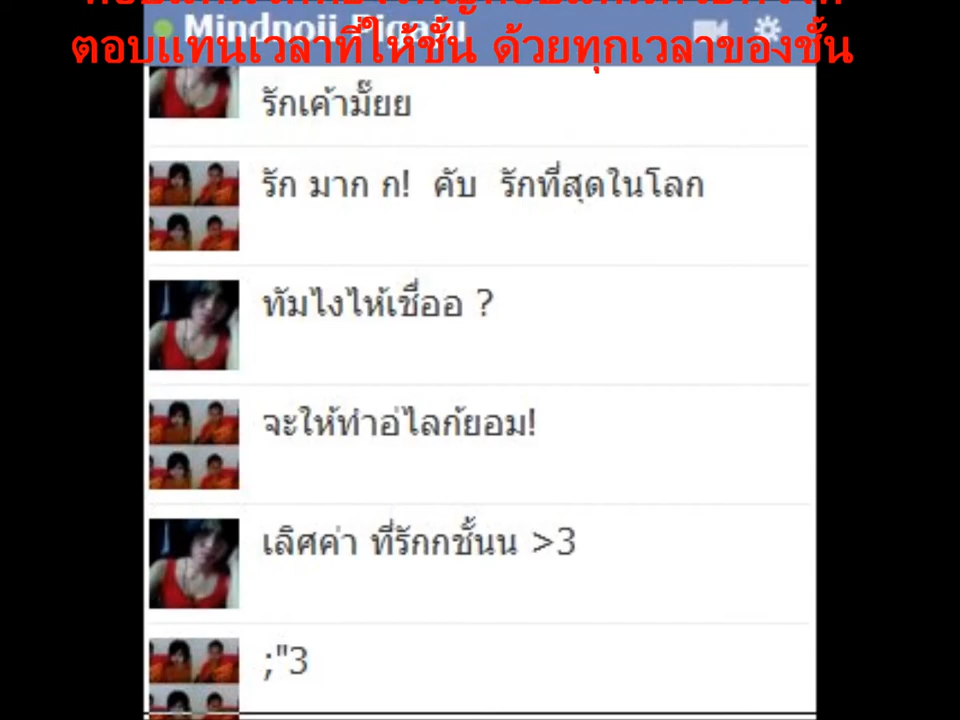 ตอบแทนเวลาที่ให้ชั้น ด้วยทุกเวลาของชั้น
รักเค้ามั๊ยย
รัก มาก ก! คับ รักที่สุดในโลก
ทัมไงไห้เชื่ออ ?
จะให้ทำอ่ไลก้ยอม!
เลิศค่า ที่รักกชั้นน >3
;"3